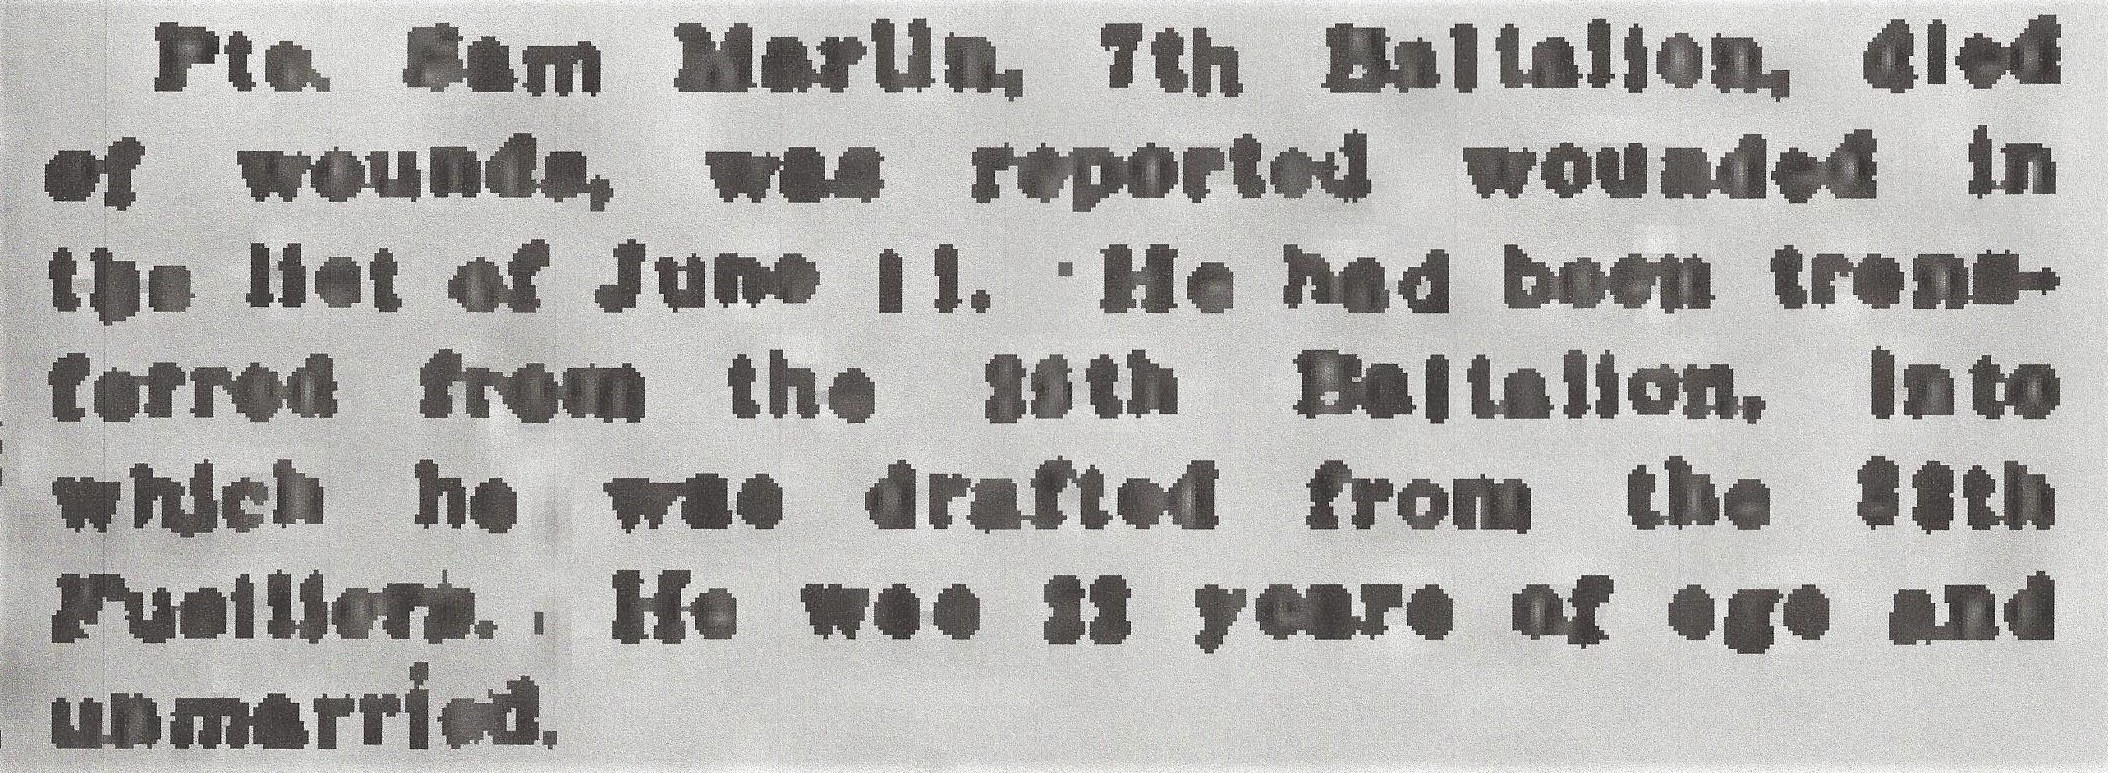 Pte. Sam Martin, 7th Battalion, died
of wounds, was reported wounded in
the list of June 11. He had been trans-
ferred from the Battalion, into
which he was drafted from the 88th
Fusiliers. He was years of age and
unmarried.